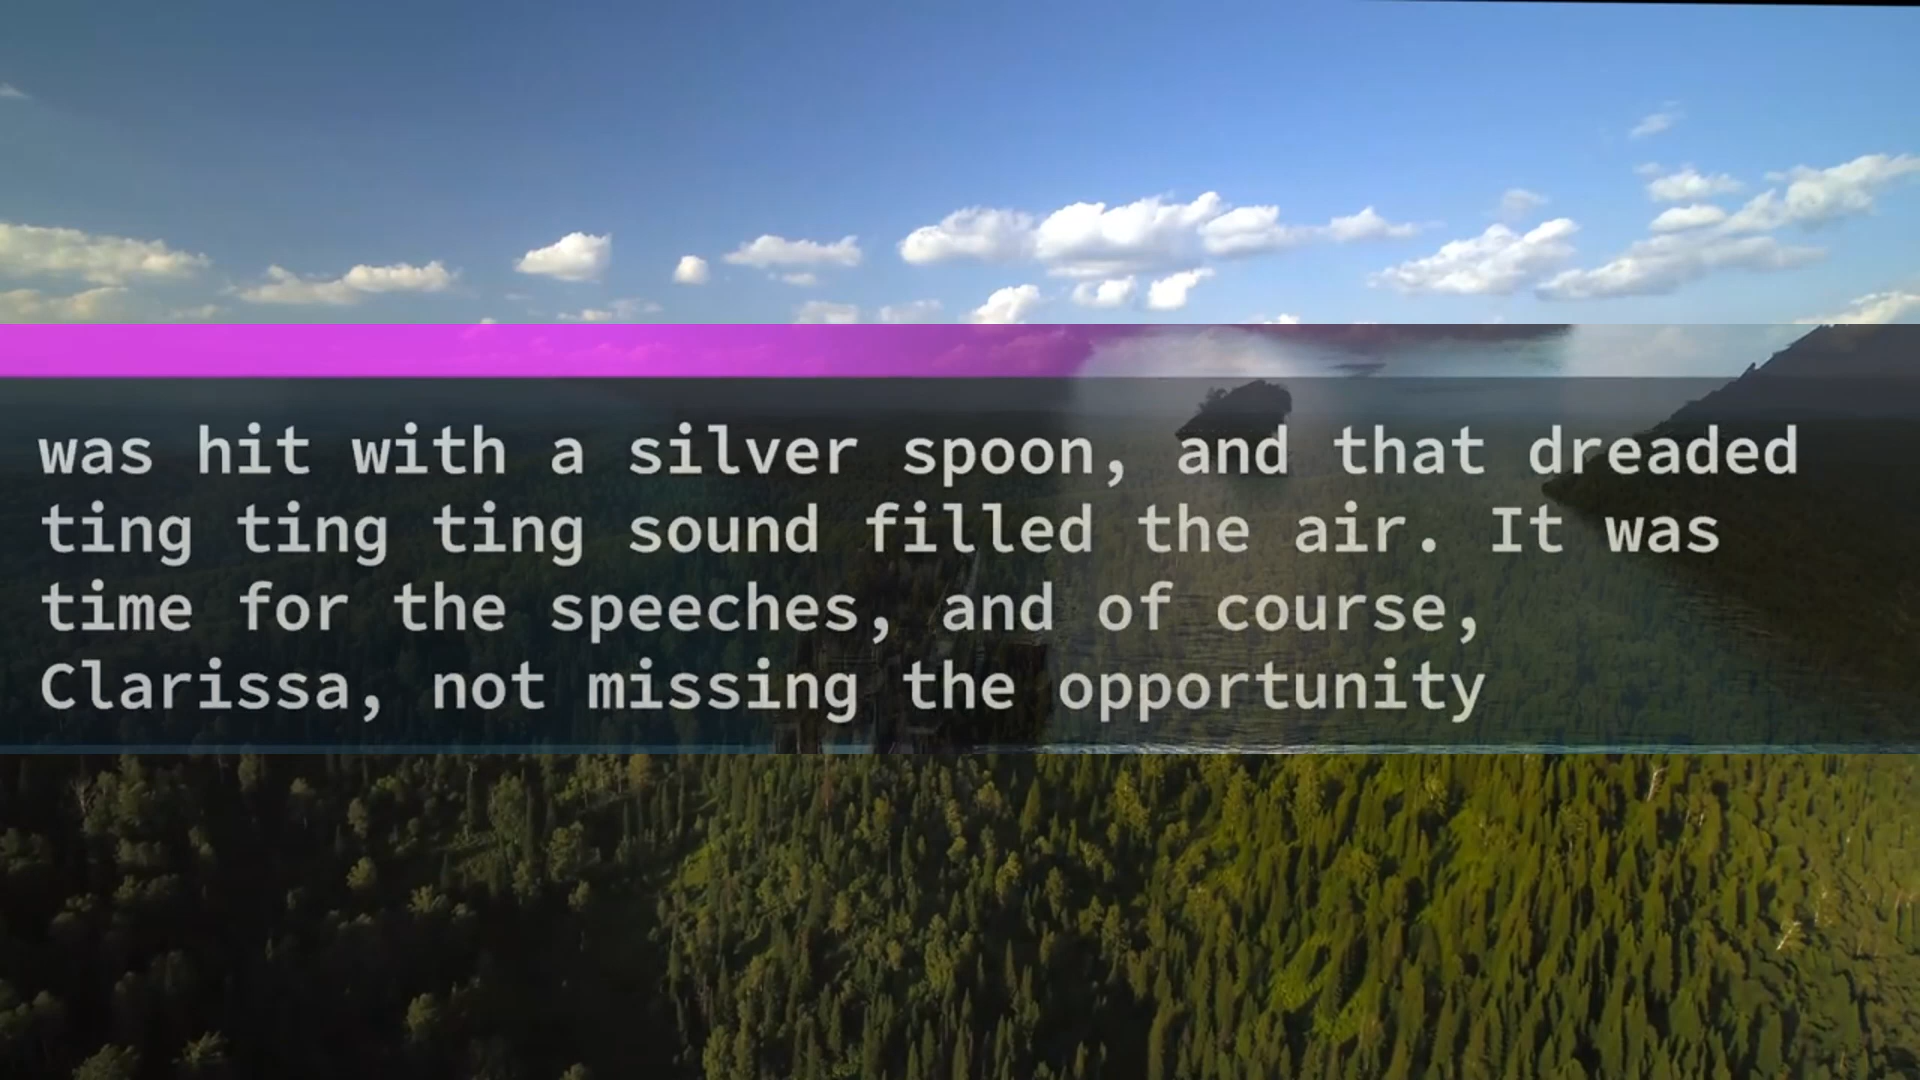 was hit with a silver spoon, and that dreaded
ting ting ting sound filled the air. It was
time for the speeches, and of course,
Clarissa, not missing the opportunity